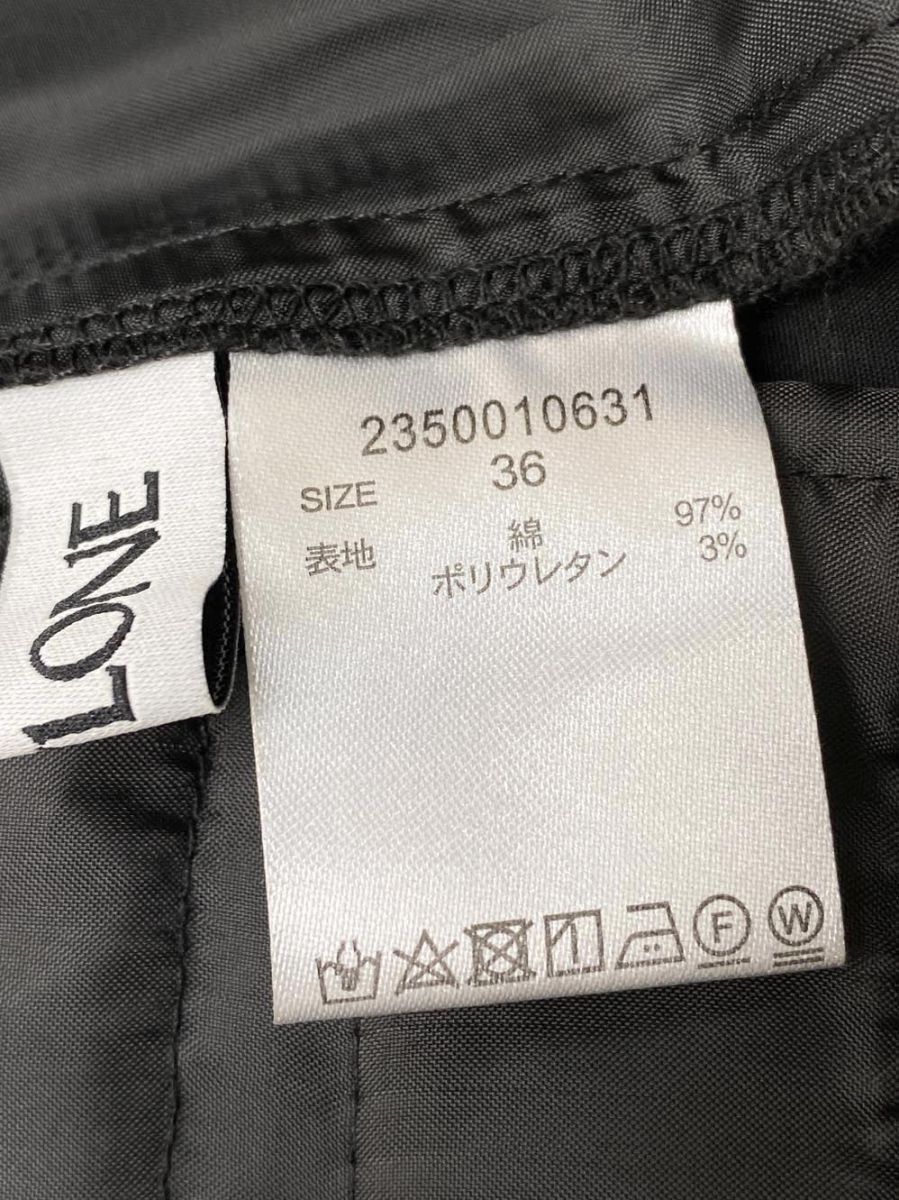 2350010631
SIZE 36
表地 綿 97%
ポリウレタン 3%
F W
LONE